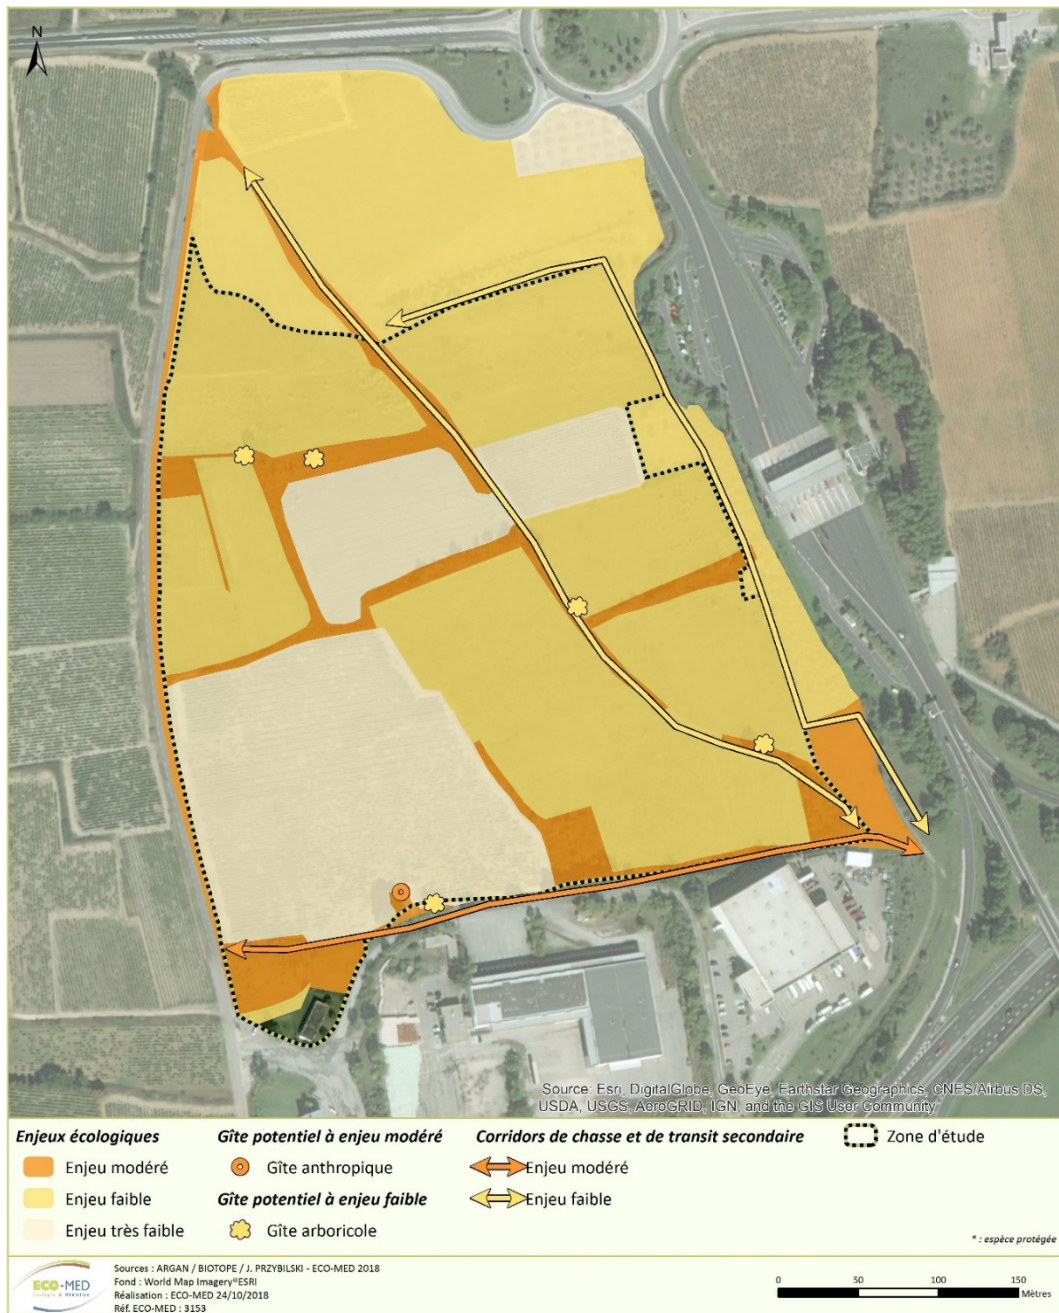 N
Source: Esri, DigitalGlobe, GeoEye, Earthstar Geographics, CNES/Airbus DS,
USDA, USGS, AeroGRID, IGN, and the GIS User Community
Enjeux écologiques
Enjeu modéré
Enjeu faible
Enjeu très faible
Gîte potentiel à enjeu modéré
Gîte anthropique
Gîte potentiel à enjeu faible
Gîte arboricole
Corridors de chasse et de transit secondaire
Enjeu modéré
Enjeu faible
Zone d'étude
* : espèce protégée
ECO-MED
Ecologie & Médiation
Sources : ARGAN / BIOTOPE / J. PRZYBILSKI - ECO-MED 2018
Fond : World Map Imagery®ESRI
Réalisation : ECO-MED 24/10/2018
Réf. ECO-MED : 3153
0 50 100 150
Mètres